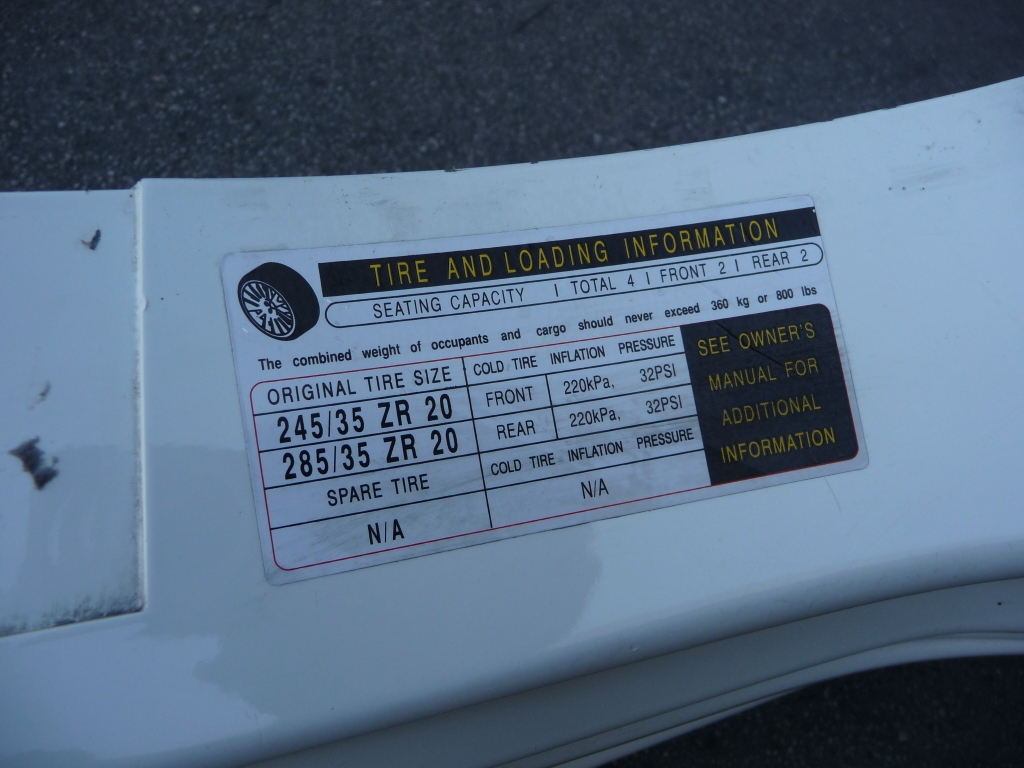 TIRE AND LOADING INFORMATION
SEATING CAPACITY | TOTAL 4 | FRONT 2 | REAR 2
The combined weight of occupants and cargo should never exceed 360 kg or 800 lbs
ORIGINAL TIRE SIZE
245/35 ZR 20
285/35 ZR 20
SPARE TIRE
N/A
COLD TIRE INFLATION PRESSURE
FRONT 220kPa, 32PSI
REAR 220kPa, 32PSI
COLD TIRE INFLATION PRESSURE
N/A
SEE OWNER'S
MANUAL FOR
ADDITIONAL
INFORMATION